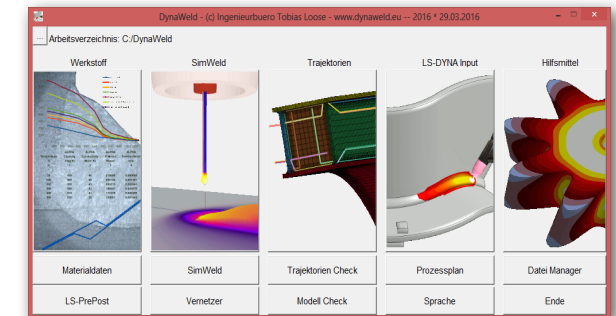 DynaWeld - (c) Ingenieurbuero Tobias Loose - www.dynaweld.eu -- 2016 * 29.03.2016
... Arbeitsverzeichnis: C:/DynaWeld
Werkstoff SimWeld Trajektorien LS-DYNA Input Hilfsmittel
Materialdaten SimWeld Trajektorien Check Prozessplan Datei Manager
LS-PrePost Vernetzer Modell Check Sprache Ende